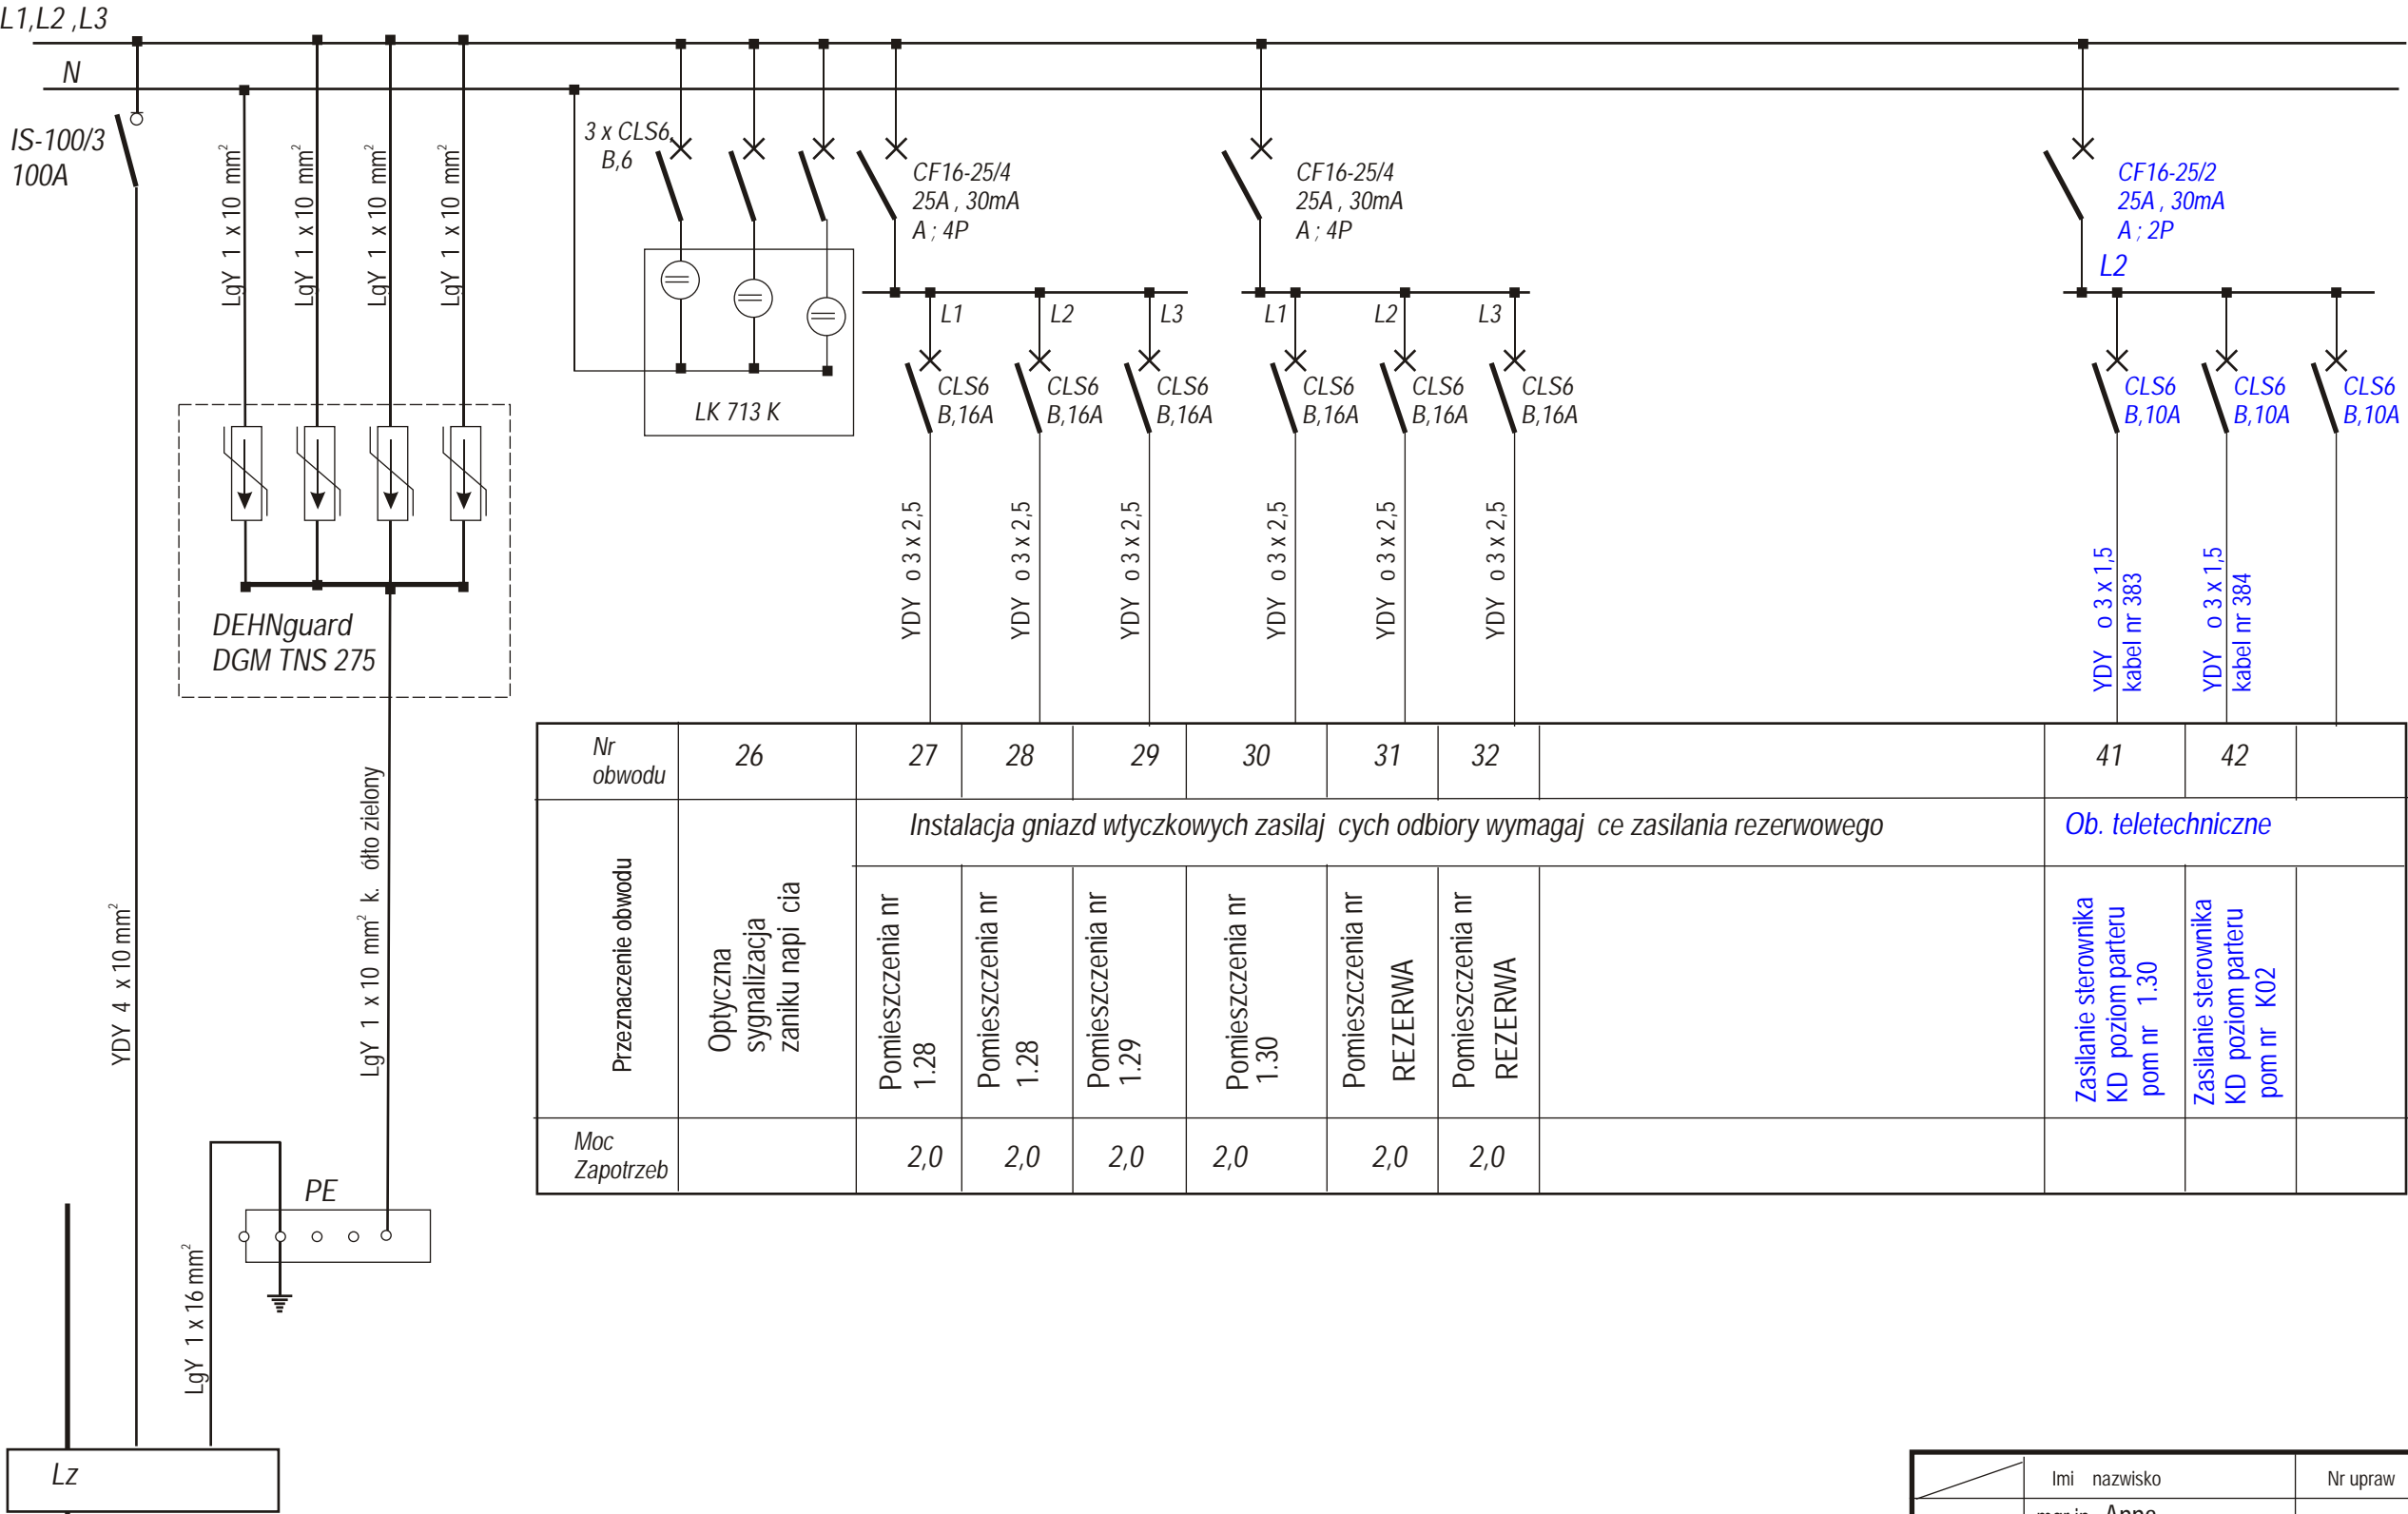 L1,L2 ,L3
N
IS-100/3
100A
LgY 1 x 10 mm²
LgY 1 x 10 mm²
LgY 1 x 10 mm²
LgY 1 x 10 mm²
3 x CLS6,
B,6
CF16-25/4
25A , 30mA
A ; 4P
CF16-25/4
25A , 30mA
A ; 4P
CF16-25/2
25A , 30mA
A ; 2P
L2
L1
L2
L3
L1
L2
L3
LK 713 K
CLS6
B,16A
CLS6
B,16A
CLS6
B,16A
CLS6
B,16A
CLS6
B,16A
CLS6
B,16A
CLS6
B,10A
CLS6
B,10A
CLS6
B,10A
YDY o 3 x 2,5
YDY o 3 x 2,5
YDY o 3 x 2,5
YDY o 3 x 2,5
YDY o 3 x 2,5
YDY o 3 x 2,5
YDY o 3 x 1,5
kabel nr 383
YDY o 3 x 1,5
kabel nr 384
DEHNguard
DGM TNS 275
YDY 4 x 10 mm²
LgY 1 x 10 mm² k. ółto zielony
LgY 1 x 16 mm²
PE
Lz
Nr
obwodu
26
27
28
29
30
31
32
41
42
Przeznaczenie obwodu
Optyczna
sygnalizacja
zaniku napi cia
Instalacja gniazd wtyczkowych zasilaj cych odbiory wymagaj ce zasilania rezerwowego
Ob. teletechniczne
Pomieszczenia nr
1.28
Pomieszczenia nr
1.28
Pomieszczenia nr
1.29
Pomieszczenia nr
1.30
Pomieszczenia nr
REZERWA
Pomieszczenia nr
REZERWA
Zasilanie sterownika
KD poziom parteru
pom nr 1.30
Zasilanie sterownika
KD poziom parteru
pom nr K02
Moc
Zapotrzeb
2,0
2,0
2,0
2,0
2,0
2,0
Imi nazwisko
Nr upraw